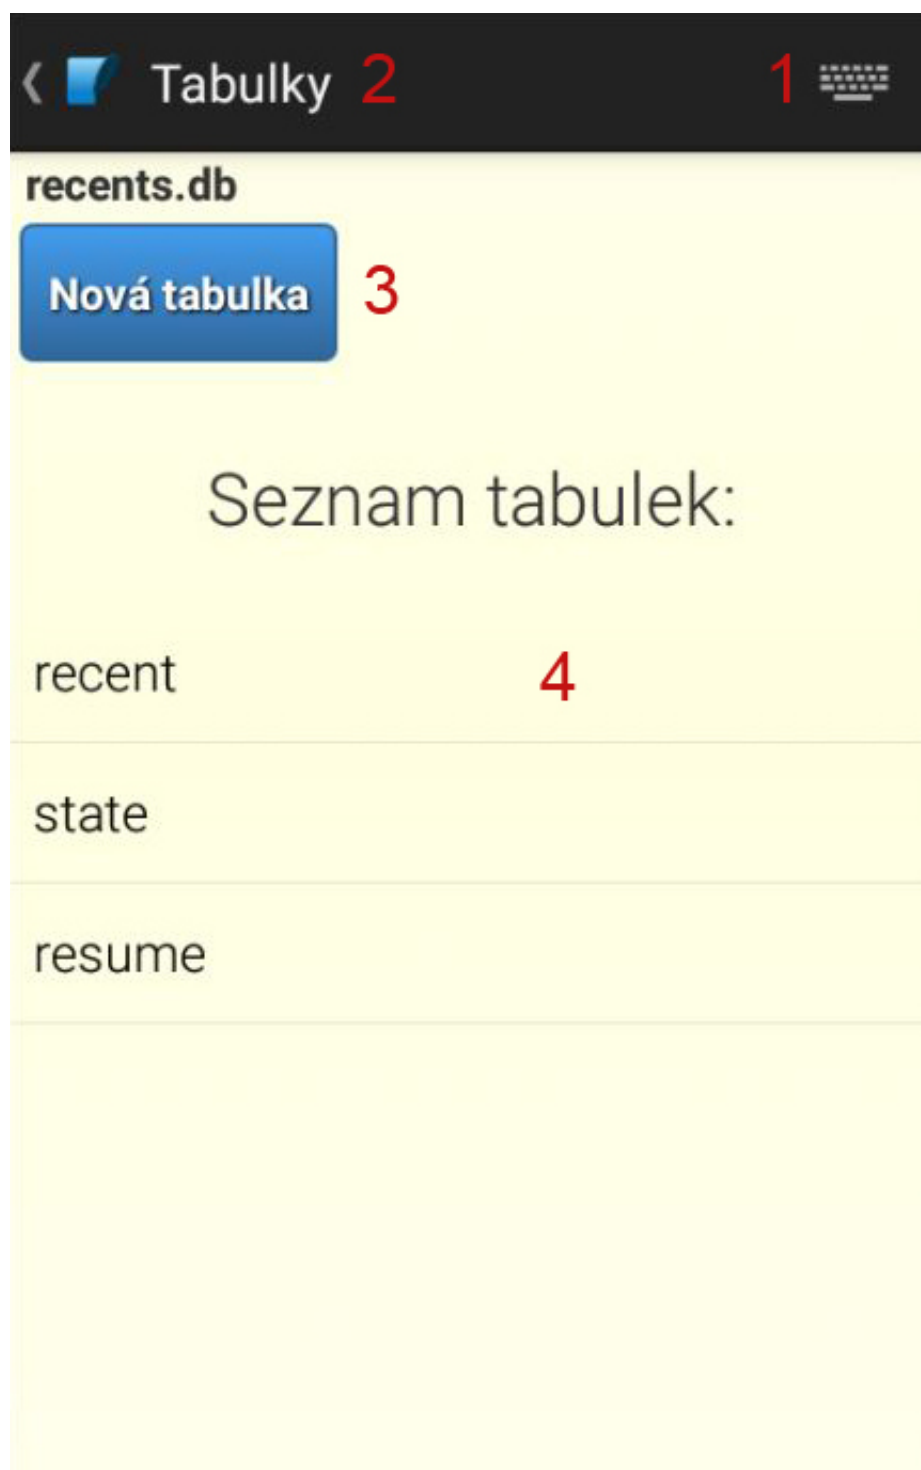 Tabulky 2 1
recents.db
Nová tabulka 3
Seznam tabulek:
recent 4
state
resume